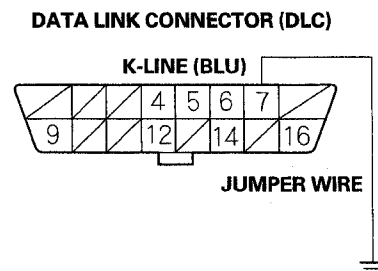 DATA LINK CONNECTOR (DLC)
K-LINE (BLU)
4 5 6 7
9 12 14 16
JUMPER WIRE